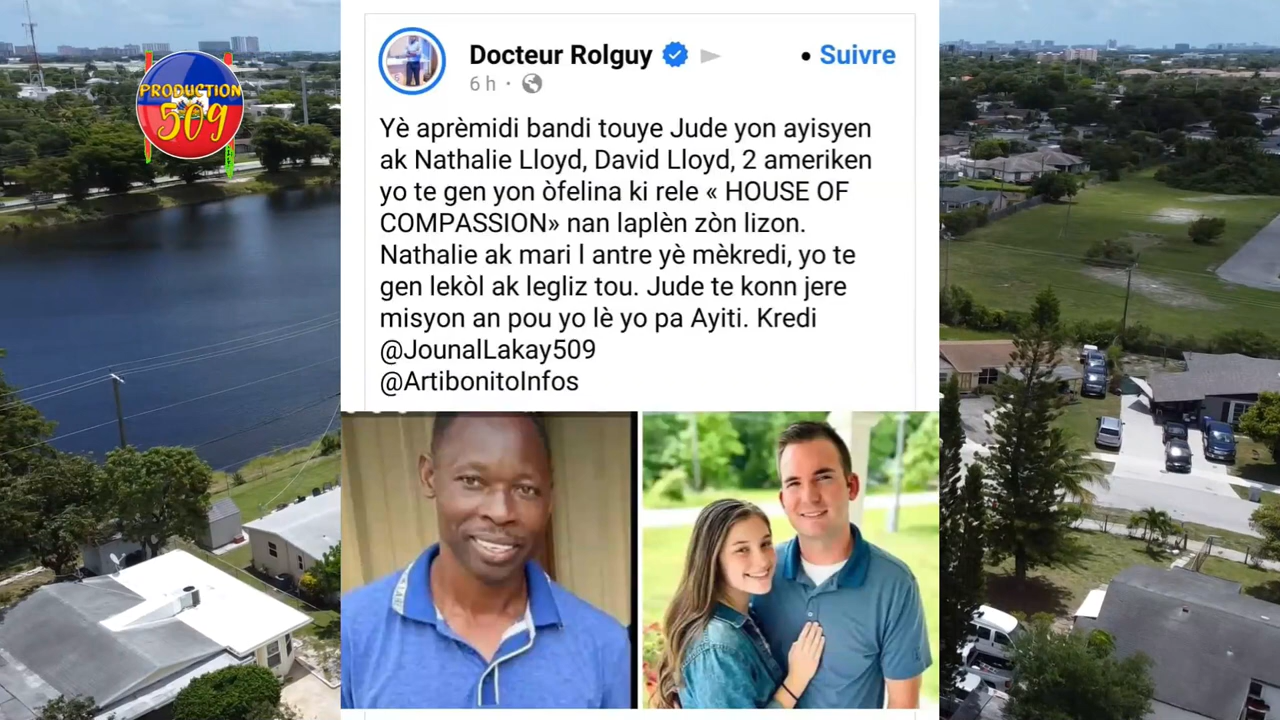 PRODUCTION
509
Docteur Rolguy
• Suivre
6 h ·
Yè aprèmidi bandi touye Jude yon ayisyen
ak Nathalie Lloyd, David Lloyd, 2 ameriken
yo te gen yon òfelina ki rele « HOUSE OF
COMPASSION» nan laplèn zòn lizon.
Nathalie ak mari l antre yè mèkredi, yo te
gen lekòl ak legliz tou. Jude te konn jere
misyon an pou yo lè yo pa Ayiti. Kredi
@JounalLakay509
@ArtibonitoInfos